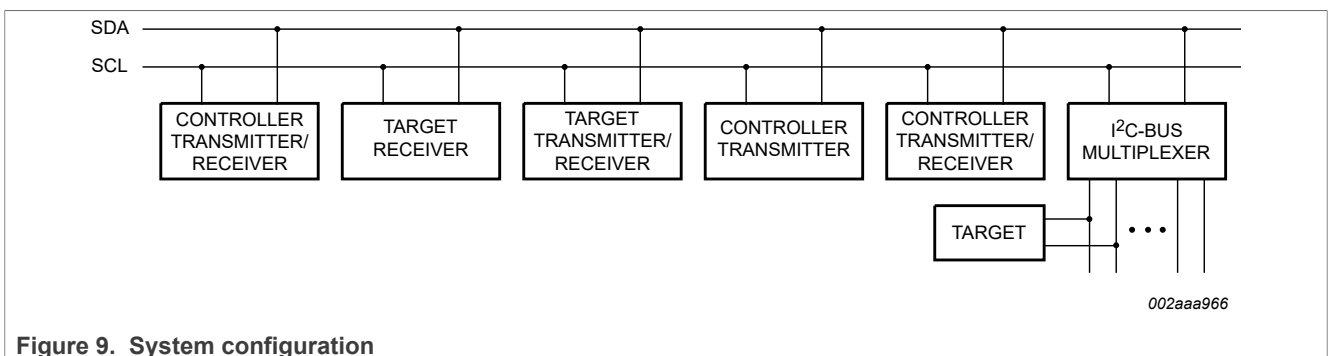 SDA
SCL
CONTROLLER
TRANSMITTER/
RECEIVER
TARGET
RECEIVER
TARGET
TRANSMITTER/
RECEIVER
CONTROLLER
TRANSMITTER
CONTROLLER
TRANSMITTER/
RECEIVER
I²C-BUS
MULTIPLEXER
TARGET
002aaa966
Figure 9. System configuration